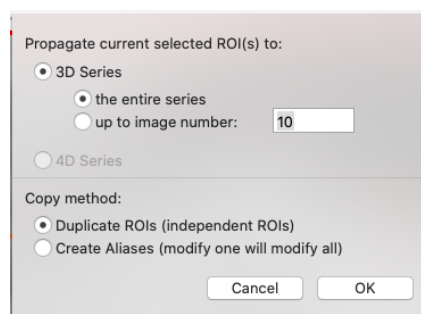 Propagate current selected ROI(s) to:
3D Series
the entire series
up to image number: 10
4D Series
Copy method:
Duplicate ROIs (independent ROIs)
Create Aliases (modify one will modify all)
Cancel OK